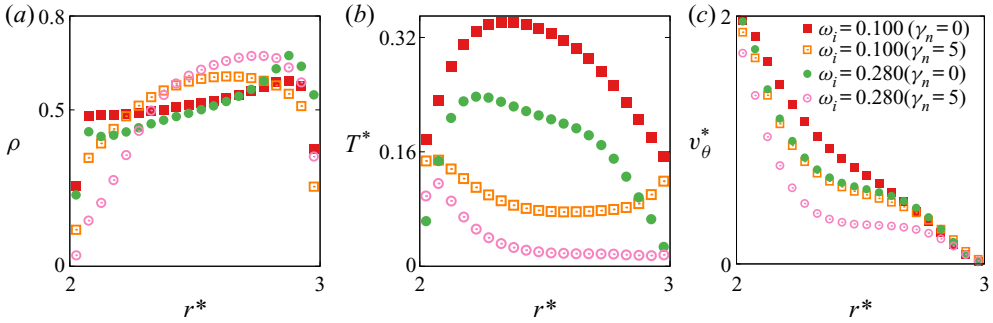 (a)
0.8
0.5
0
ρ
2
3
r*
(b)
0.32
0.16
0
T*
2
3
r*
(c)
2
0
v*θ
2
3
r*
ωi = 0.100 (γn = 0)
ωi = 0.100 (γn = 5)
ωi = 0.280(γn = 0)
ωi = 0.280(γn = 5)